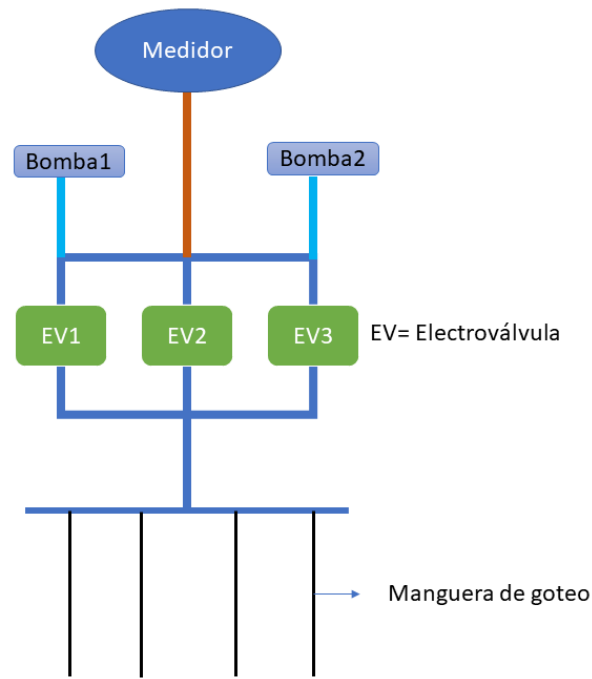 Medidor
Bomba1
Bomba2
EV1
EV2
EV3
EV= Electroválvula
Manguera de goteo